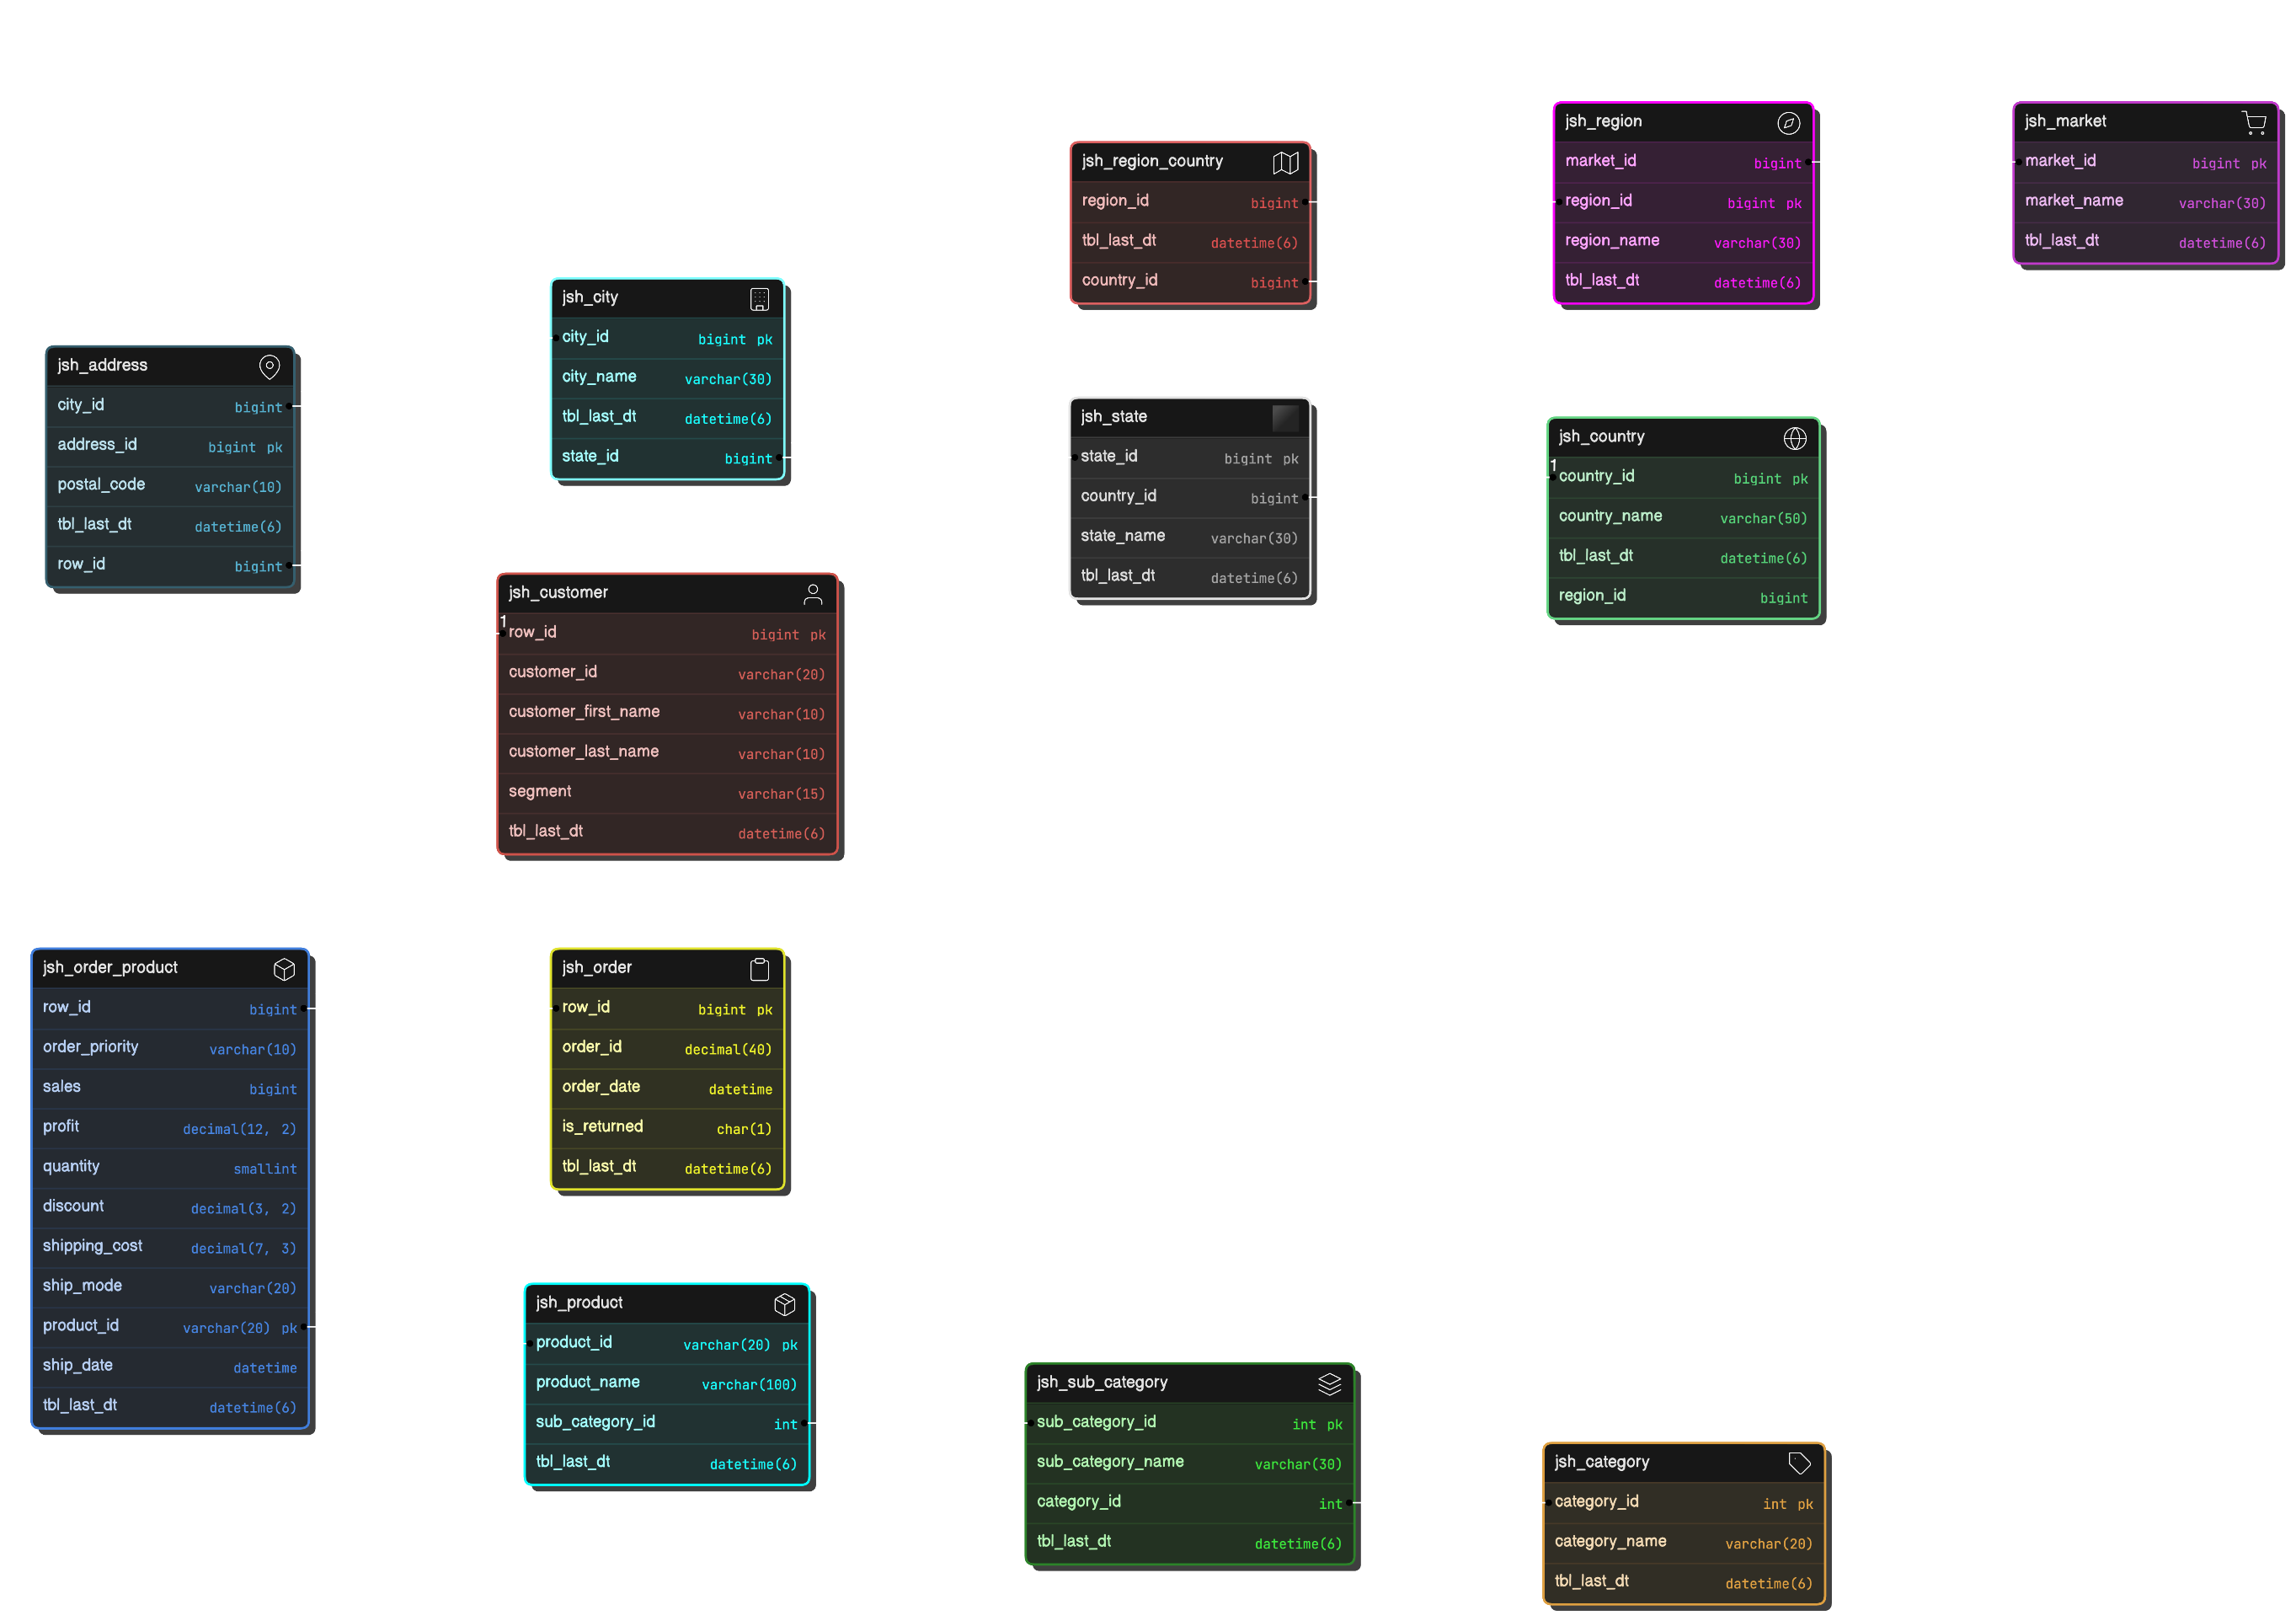 jsh_address
city_id bigint
address_id bigint pk
postal_code varchar(10)
tbl_last_dt datetime(6)
row_id bigint
jsh_city
city_id bigint pk
city_name varchar(30)
tbl_last_dt datetime(6)
state_id bigint
jsh_region_country
region_id bigint
tbl_last_dt datetime(6)
country_id bigint
jsh_region
market_id bigint
region_id bigint pk
region_name varchar(30)
tbl_last_dt datetime(6)
jsh_market
market_id bigint pk
market_name varchar(30)
tbl_last_dt datetime(6)
jsh_state
state_id bigint pk
country_id bigint
state_name varchar(30)
tbl_last_dt datetime(6)
jsh_country
1
country_id bigint pk
country_name varchar(50)
tbl_last_dt datetime(6)
region_id bigint
jsh_customer
1
row_id bigint pk
customer_id varchar(20)
customer_first_name varchar(10)
customer_last_name varchar(10)
segment varchar(15)
tbl_last_dt datetime(6)
jsh_order_product
row_id bigint
order_priority varchar(10)
sales bigint
profit decimal(12, 2)
quantity smallint
discount decimal(3, 2)
shipping_cost decimal(7, 3)
ship_mode varchar(20)
product_id varchar(20) pk
ship_date datetime
tbl_last_dt datetime(6)
jsh_order
row_id bigint pk
order_id decimal(40)
order_date datetime
is_returned char(1)
tbl_last_dt datetime(6)
jsh_product
product_id varchar(20) pk
product_name varchar(100)
sub_category_id int
tbl_last_dt datetime(6)
jsh_sub_category
sub_category_id int pk
sub_category_name varchar(30)
category_id int
tbl_last_dt datetime(6)
jsh_category
category_id int pk
category_name varchar(20)
tbl_last_dt datetime(6)